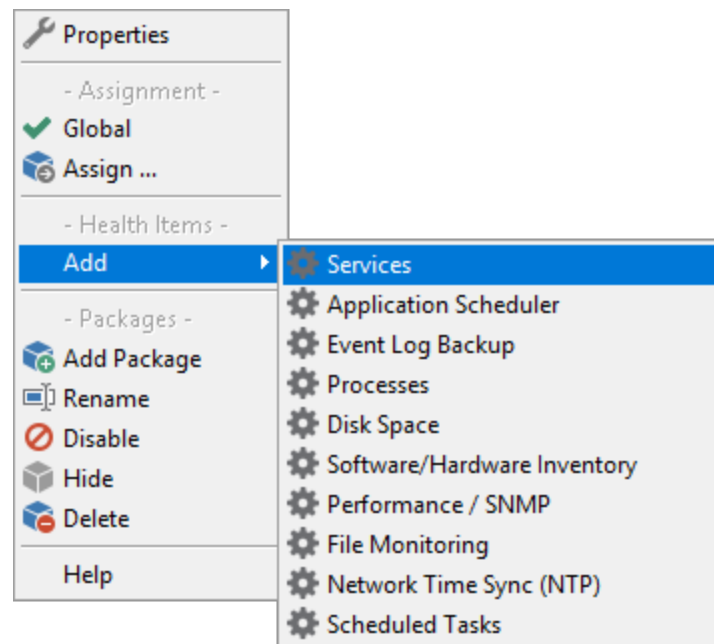 Properties
- Assignment -
Global
Assign ...
- Health Items -
Add
- Packages -
Add Package
Rename
Disable
Hide
Delete
Help
Services
Application Scheduler
Event Log Backup
Processes
Disk Space
Software/Hardware Inventory
Performance / SNMP
File Monitoring
Network Time Sync (NTP)
Scheduled Tasks